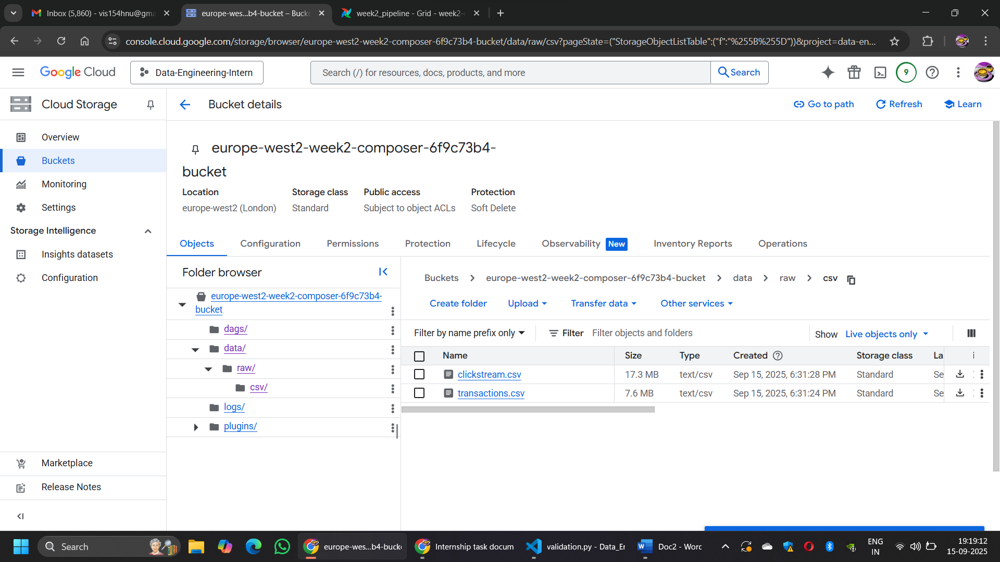 Inbox (5,860) - vis154hnu@gma
europe-wes...b4-bucket – Bucke
week2_pipeline - Grid - week2-
console.cloud.google.com/storage/browser/europe-west2-week2-composer-6f9c73b4-bucket/data/raw/csv?pageState=("StorageObjectListTable":("f":"%255B%255D"))&project=data-en...
Google Cloud
Data-Engineering-Intern
Search (/) for resources, docs, products, and more
Search
9
Cloud Storage
Bucket details
Go to path
Refresh
Learn
Overview
Buckets
Monitoring
Settings
Storage Intelligence
Insights datasets
Configuration
Marketplace
Release Notes
europe-west2-week2-composer-6f9c73b4-
bucket
Location
Storage class
Public access
Protection
europe-west2 (London)
Standard
Subject to object ACLs
Soft Delete
Objects
Configuration
Permissions
Protection
Lifecycle
Observability New
Inventory Reports
Operations
Folder browser
europe-west2-week2-composer-6f9c73b4-
bucket
dags/
data/
raw/
csv/
logs/
plugins/
Buckets > europe-west2-week2-composer-6f9c73b4-bucket > data > raw > csv
Create folder
Upload
Transfer data
Other services
Filter by name prefix only
Filter Filter objects and folders
Show Live objects only
Name Size Type Created Storage class La
clickstream.csv 17.3 MB text/csv Sep 15, 2025, 6:31:28 PM Standard Se
transactions.csv 7.6 MB text/csv Sep 15, 2025, 6:31:24 PM Standard Se
Search
europe-wes...b4-bucke
Internship task docum
validation.py - Data_Er
Doc2 - Word
ENG
IN
19:19:12
15-09-2025